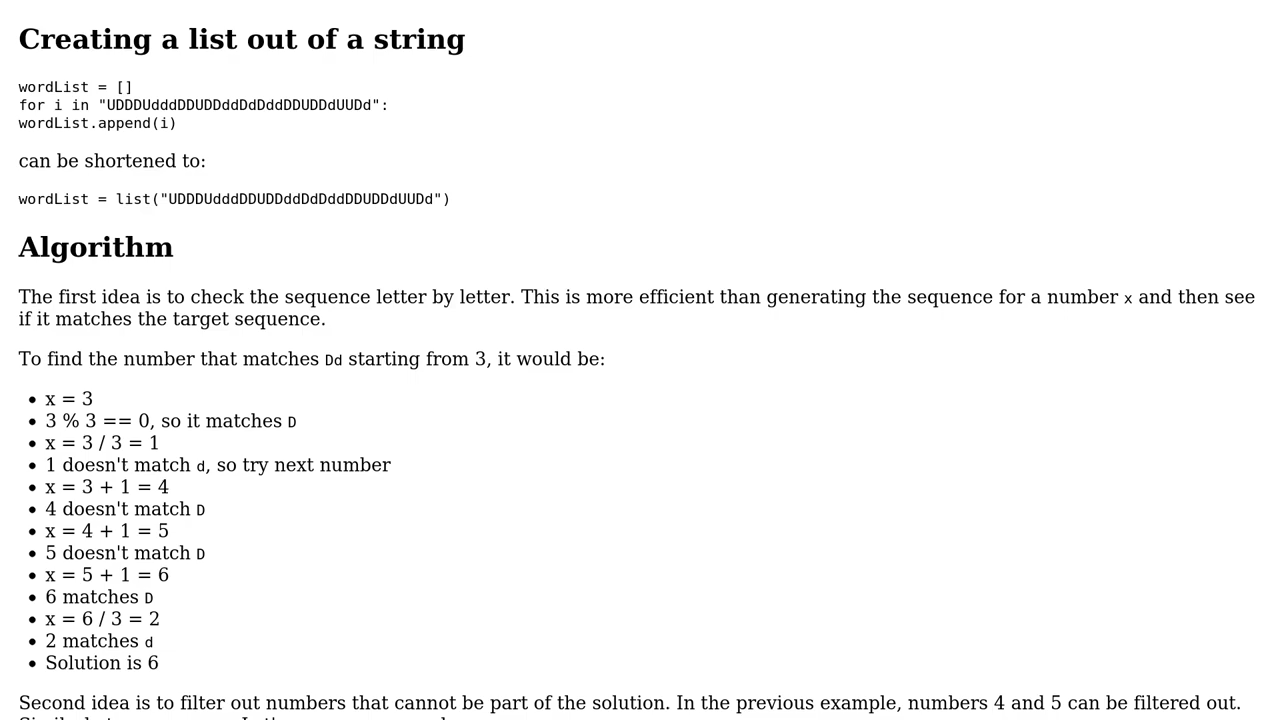 Creating a list out of a string
wordList = []
for i in "UDDDUdddDDUDDddDdDddDDUDDdUUDd":
wordList.append(i)
can be shortened to:
wordList = list("UDDDUdddDDUDDddDdDddDDUDDdUUDd")
Algorithm
The first idea is to check the sequence letter by letter. This is more efficient than generating the sequence for a number x and then see
if it matches the target sequence.
To find the number that matches Dd starting from 3, it would be:
• x = 3
• 3 % 3 == 0, so it matches D
• x = 3 / 3 = 1
• 1 doesn't match d, so try next number
• x = 3 + 1 = 4
• 4 doesn't match D
• x = 4 + 1 = 5
• 5 doesn't match D
• x = 5 + 1 = 6
• 6 matches D
• x = 6 / 3 = 2
• 2 matches d
• Solution is 6
Second idea is to filter out numbers that cannot be part of the solution. In the previous example, numbers 4 and 5 can be filtered out.